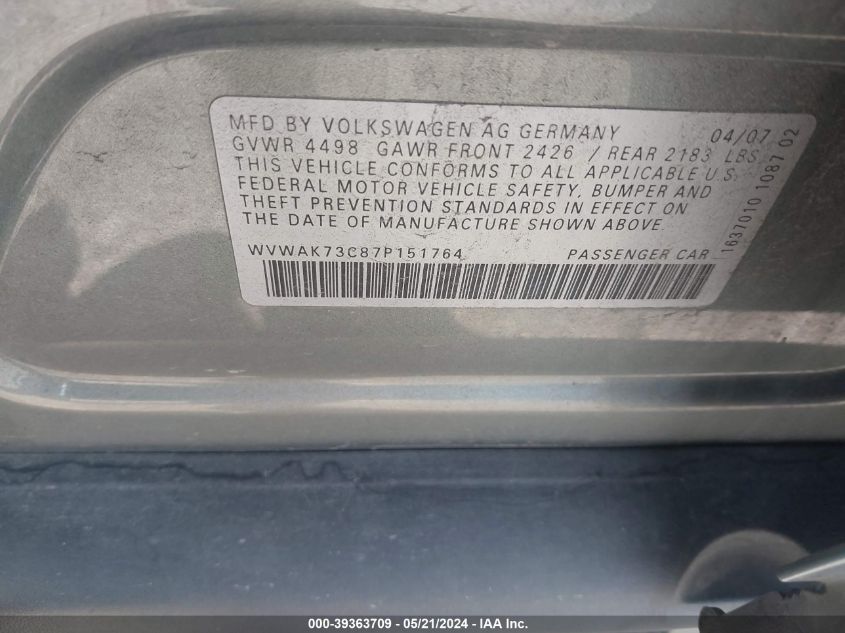 MFD BY VOLKSWAGEN AG GERMANY 04/07
GVWR 4498 GAWR FRONT 2426 / REAR 2183 LBS
THIS VEHICLE CONFORMS TO ALL APPLICABLE U.S.
FEDERAL MOTOR VEHICLE SAFETY, BUMPER AND
THEFT PREVENTION STANDARDS IN EFFECT ON
THE DATE OF MANUFACTURE SHOWN ABOVE.
WVWAK73C87P151764 PASSENGER CAR
1637010 1087 02
000-39363709 - 05/21/2024 - IAA Inc.